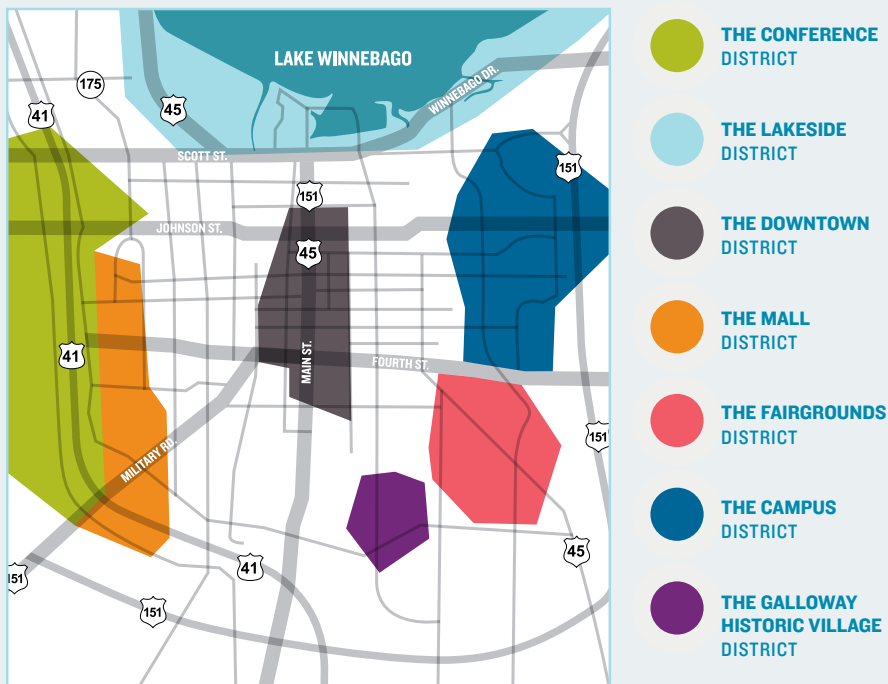 LAKE WINNEBAGO
WINNEBAGO DR.
175
41
45
151
SCOTT ST.
151
JOHNSON ST.
45
41
MAIN ST.
FOURTH ST.
MILITARY RD.
151
45
41
151
151
THE CONFERENCE
DISTRICT
THE LAKESIDE
DISTRICT
THE DOWNTOWN
DISTRICT
THE MALL
DISTRICT
THE FAIRGROUNDS
DISTRICT
THE CAMPUS
DISTRICT
THE GALLOWAY
HISTORIC VILLAGE
DISTRICT